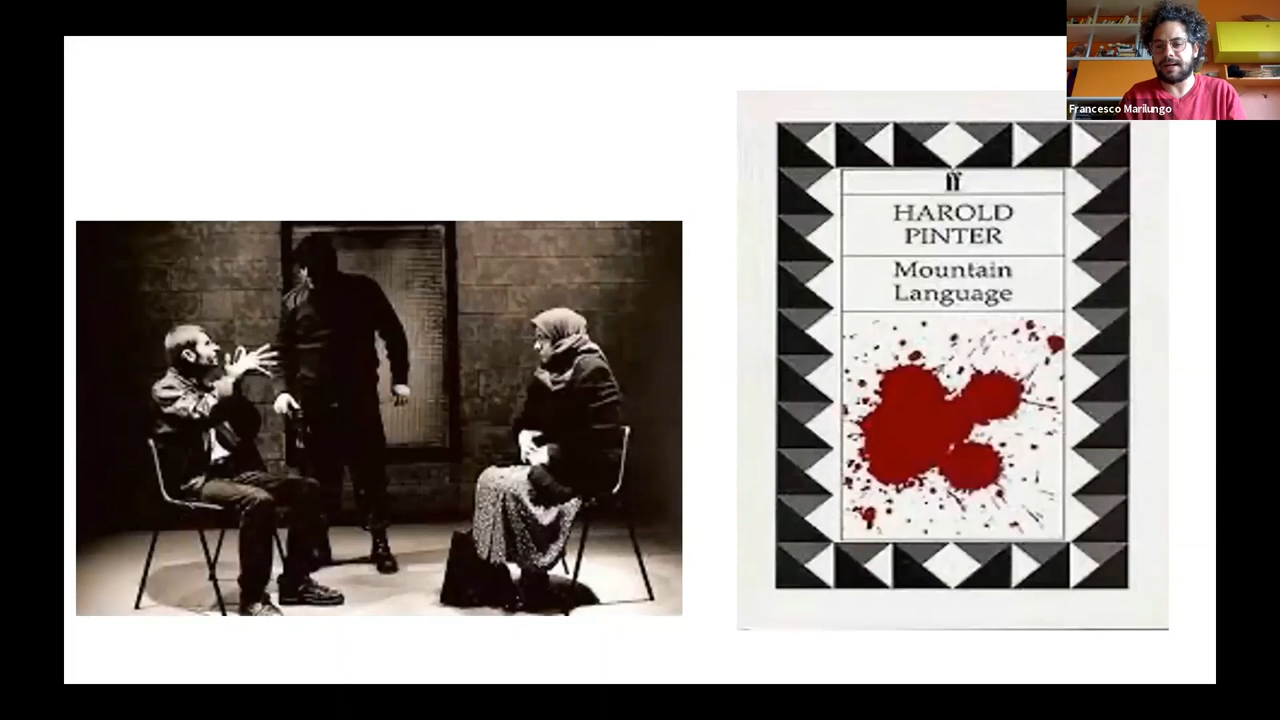 Francesco Marilungo
ff
HAROLD
PINTER
Mountain
Language